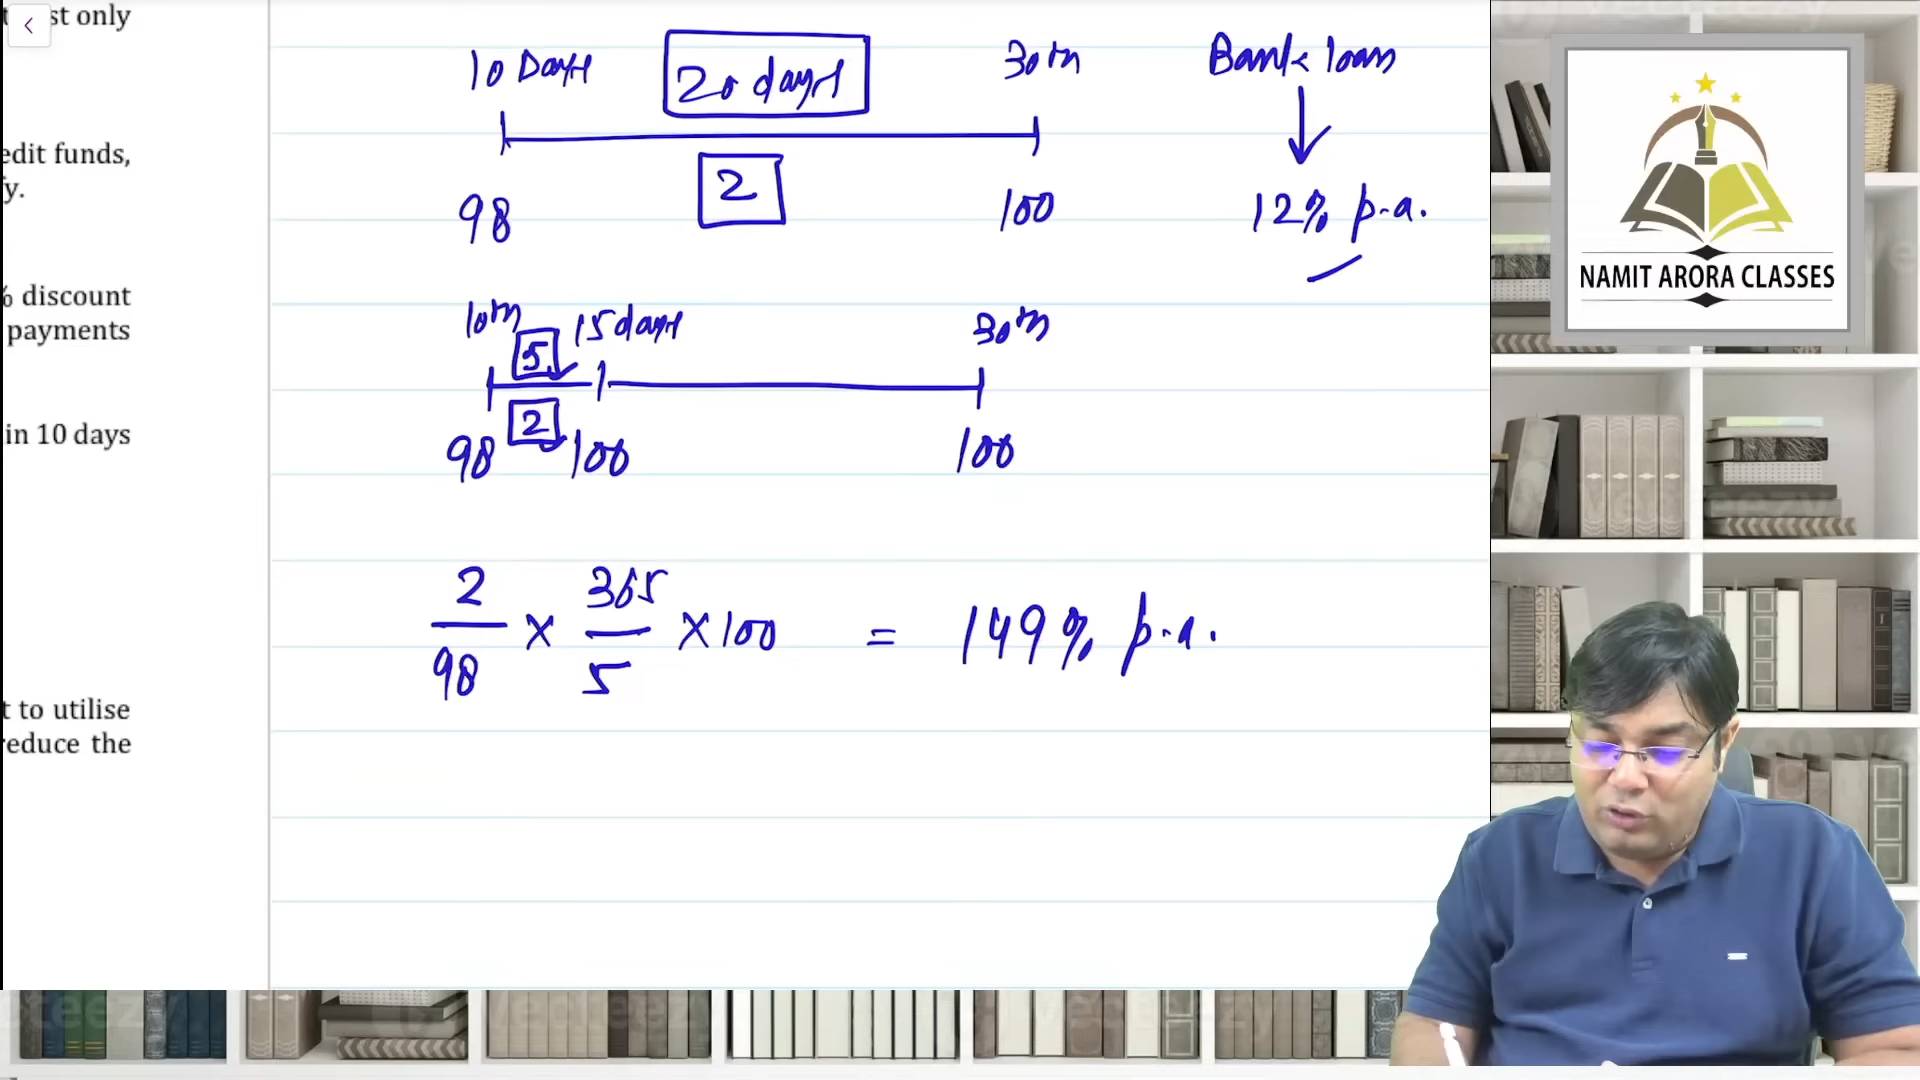 st only
10 Days 20 days 30th Bank loan
edit funds,
y.
2
98 100 12% p.a.
% discount
payments
10th 5 15 days 30th
in 10 days
2
98 100 100
2/98 × 365/5 × 100 = 149% p.a.
t to utilise
reduce the
NAMIT ARORA CLASSES